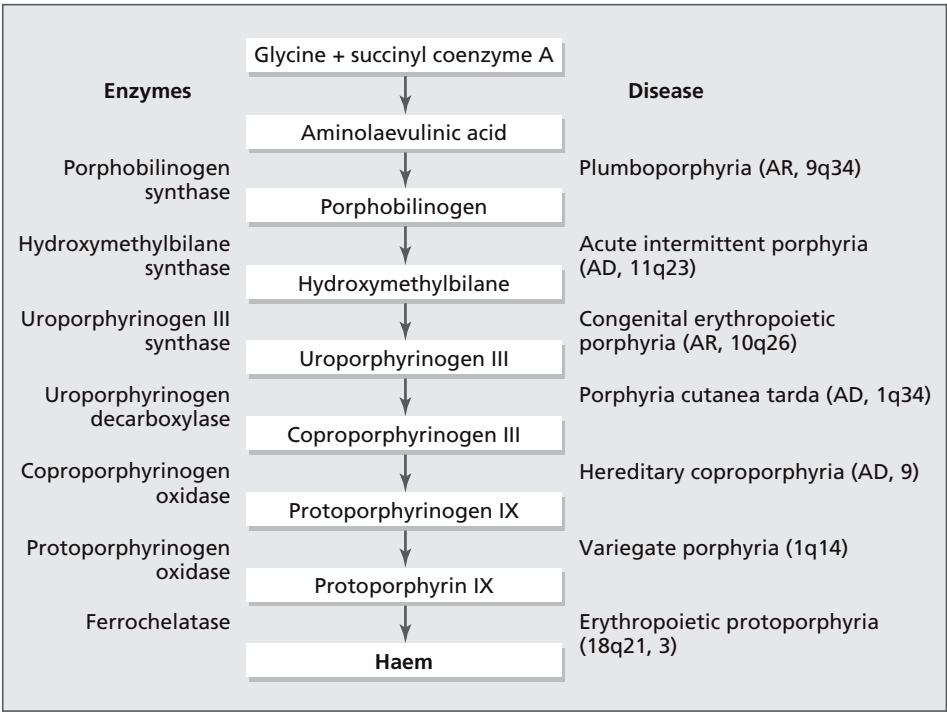 Glycine + succinyl coenzyme A
Enzymes
Disease
Aminolaevulinic acid
Porphobilinogen
synthase
Plumboporphyria (AR, 9q34)
Porphobilinogen
Hydroxymethylbilane
synthase
Acute intermittent porphyria
(AD, 11q23)
Hydroxymethylbilane
Uroporphyrinogen III
synthase
Congenital erythropoietic
porphyria (AR, 10q26)
Uroporphyrinogen III
Uroporphyrinogen
decarboxylase
Porphyria cutanea tarda (AD, 1q34)
Coproporphyrinogen III
Coproporphyrinogen
oxidase
Hereditary coproporphyria (AD, 9)
Protoporphyrinogen IX
Protoporphyrinogen
oxidase
Variegate porphyria (1q14)
Protoporphyrin IX
Ferrochelatase
Erythropoietic protoporphyria
(18q21, 3)
Haem